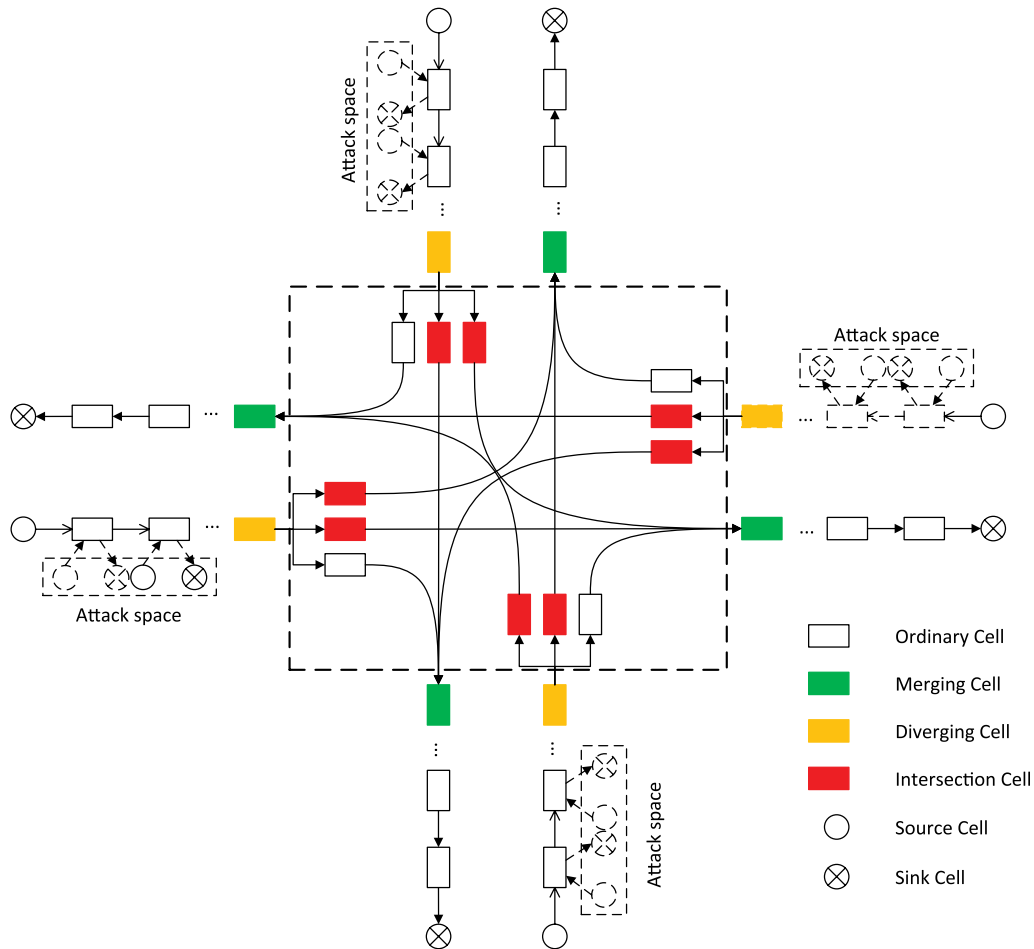 Attack space
...
...
Attack space
...
...
...
...
Attack space
Ordinary Cell
Merging Cell
Diverging Cell
...
...
Attack space
Intersection Cell
Source Cell
Sink Cell